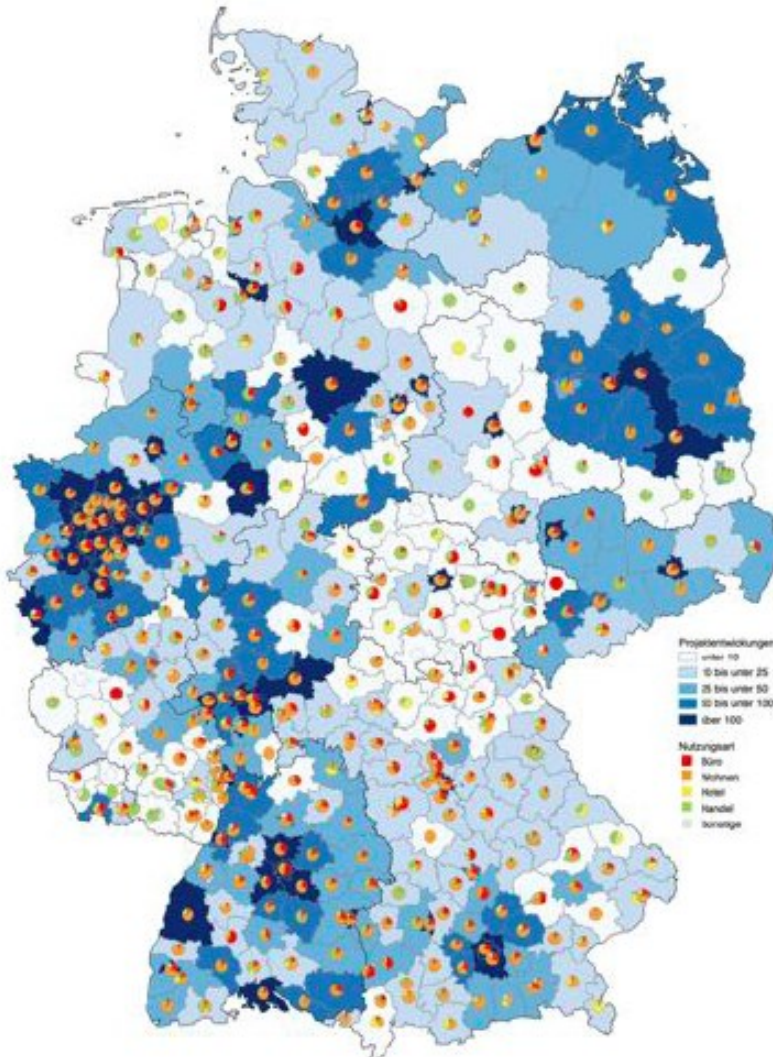 Projektentwicklungen
unter 10
10 bis unter 25
25 bis unter 50
50 bis unter 100
über 100
Nutzungsart
Büro
Wohnen
Hotel
Handel
Sonstige